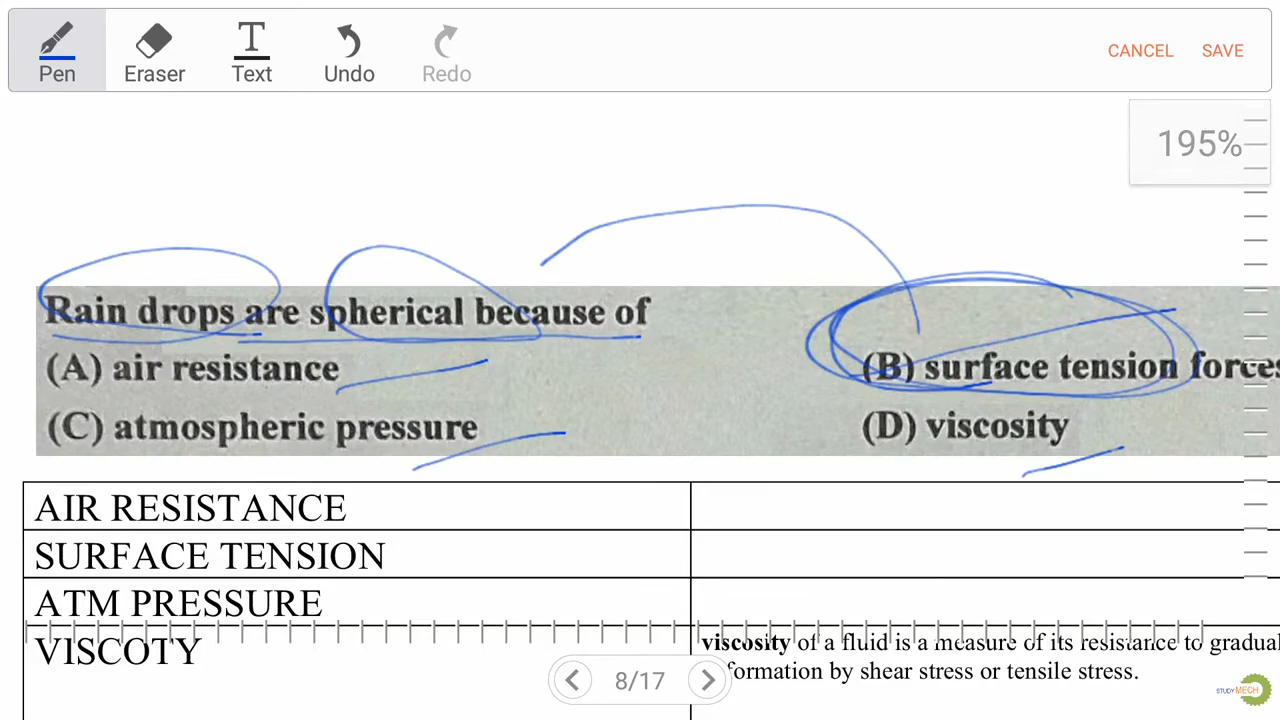 Pen
Eraser
Text
Undo
Redo
CANCEL
SAVE
195%
Rain drops are spherical because of
(A) air resistance
(B) surface tension forces
(C) atmospheric pressure
(D) viscosity
AIR RESISTANCE
SURFACE TENSION
ATM PRESSURE
VISCOTY
viscosity of a fluid is a measure of its resistance to gradual
formation by shear stress or tensile stress.
8/17
STUDYMECH